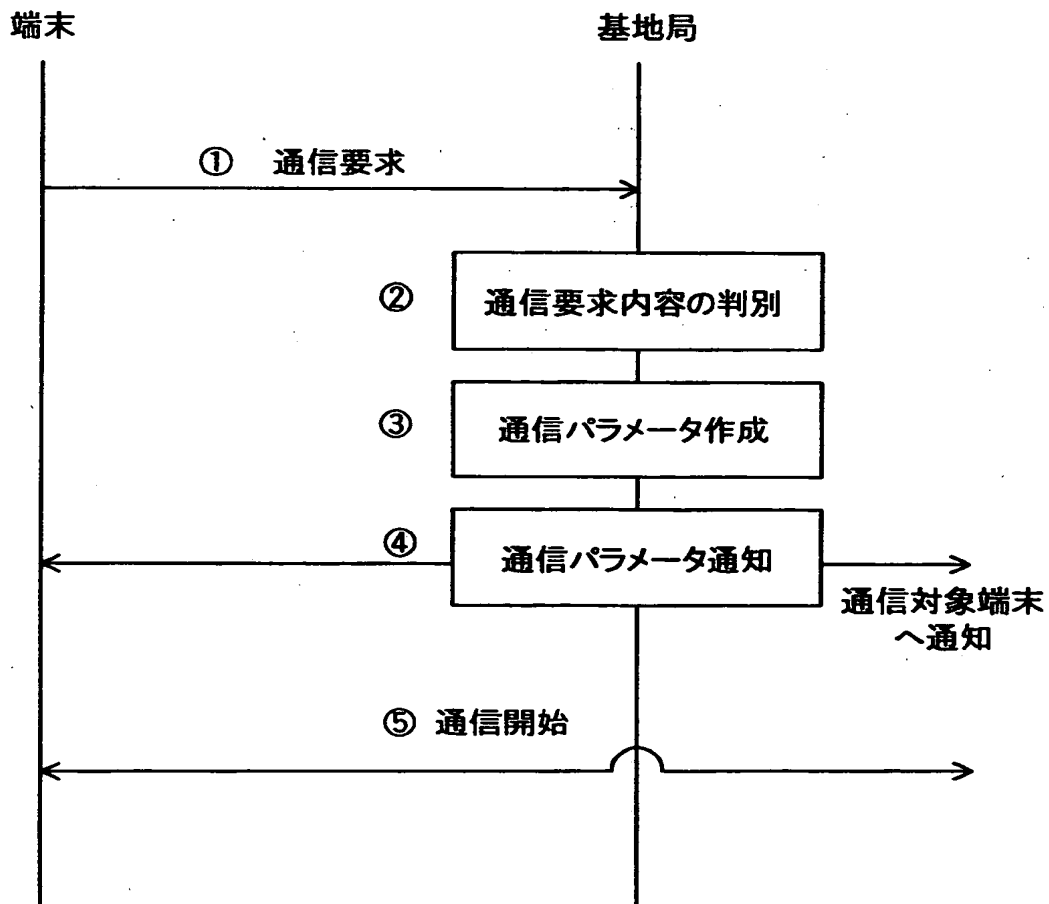 端末
基地局
① 通信要求
② 通信要求内容の判別
③ 通信パラメータ作成
④ 通信パラメータ通知
通信対象端末
へ通知
⑤ 通信開始